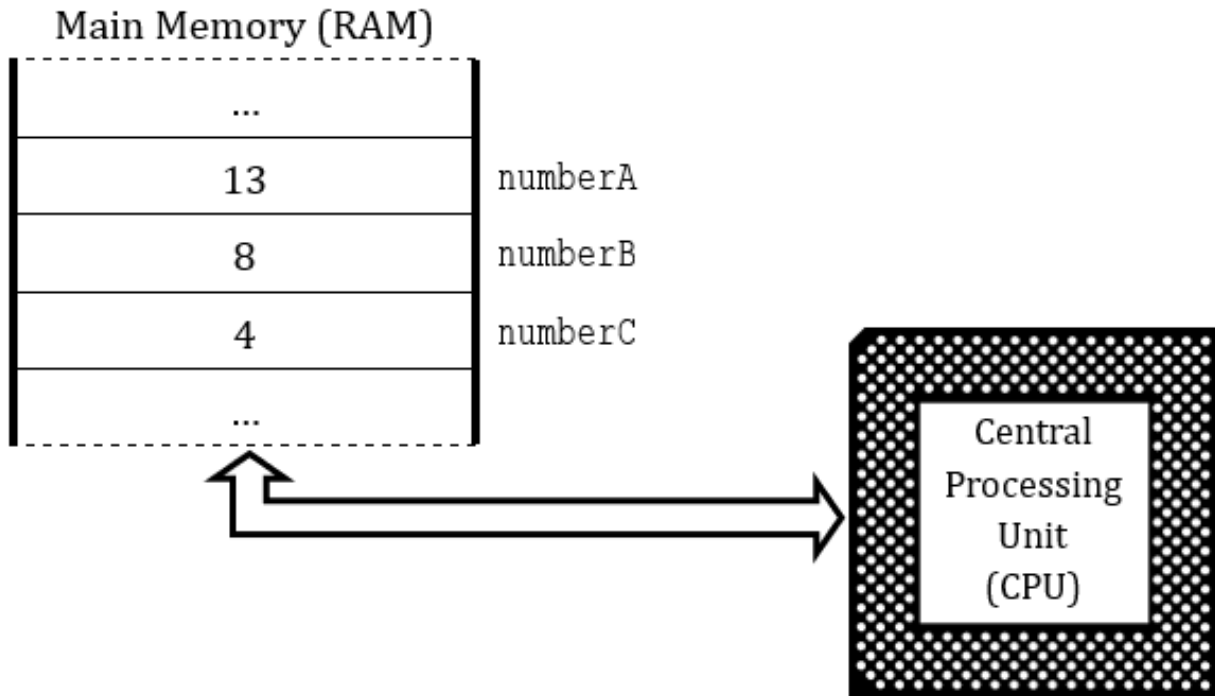 Main Memory (RAM)
...
13 numberA
8 numberB
4 numberC
...
Central
Processing
Unit
(CPU)